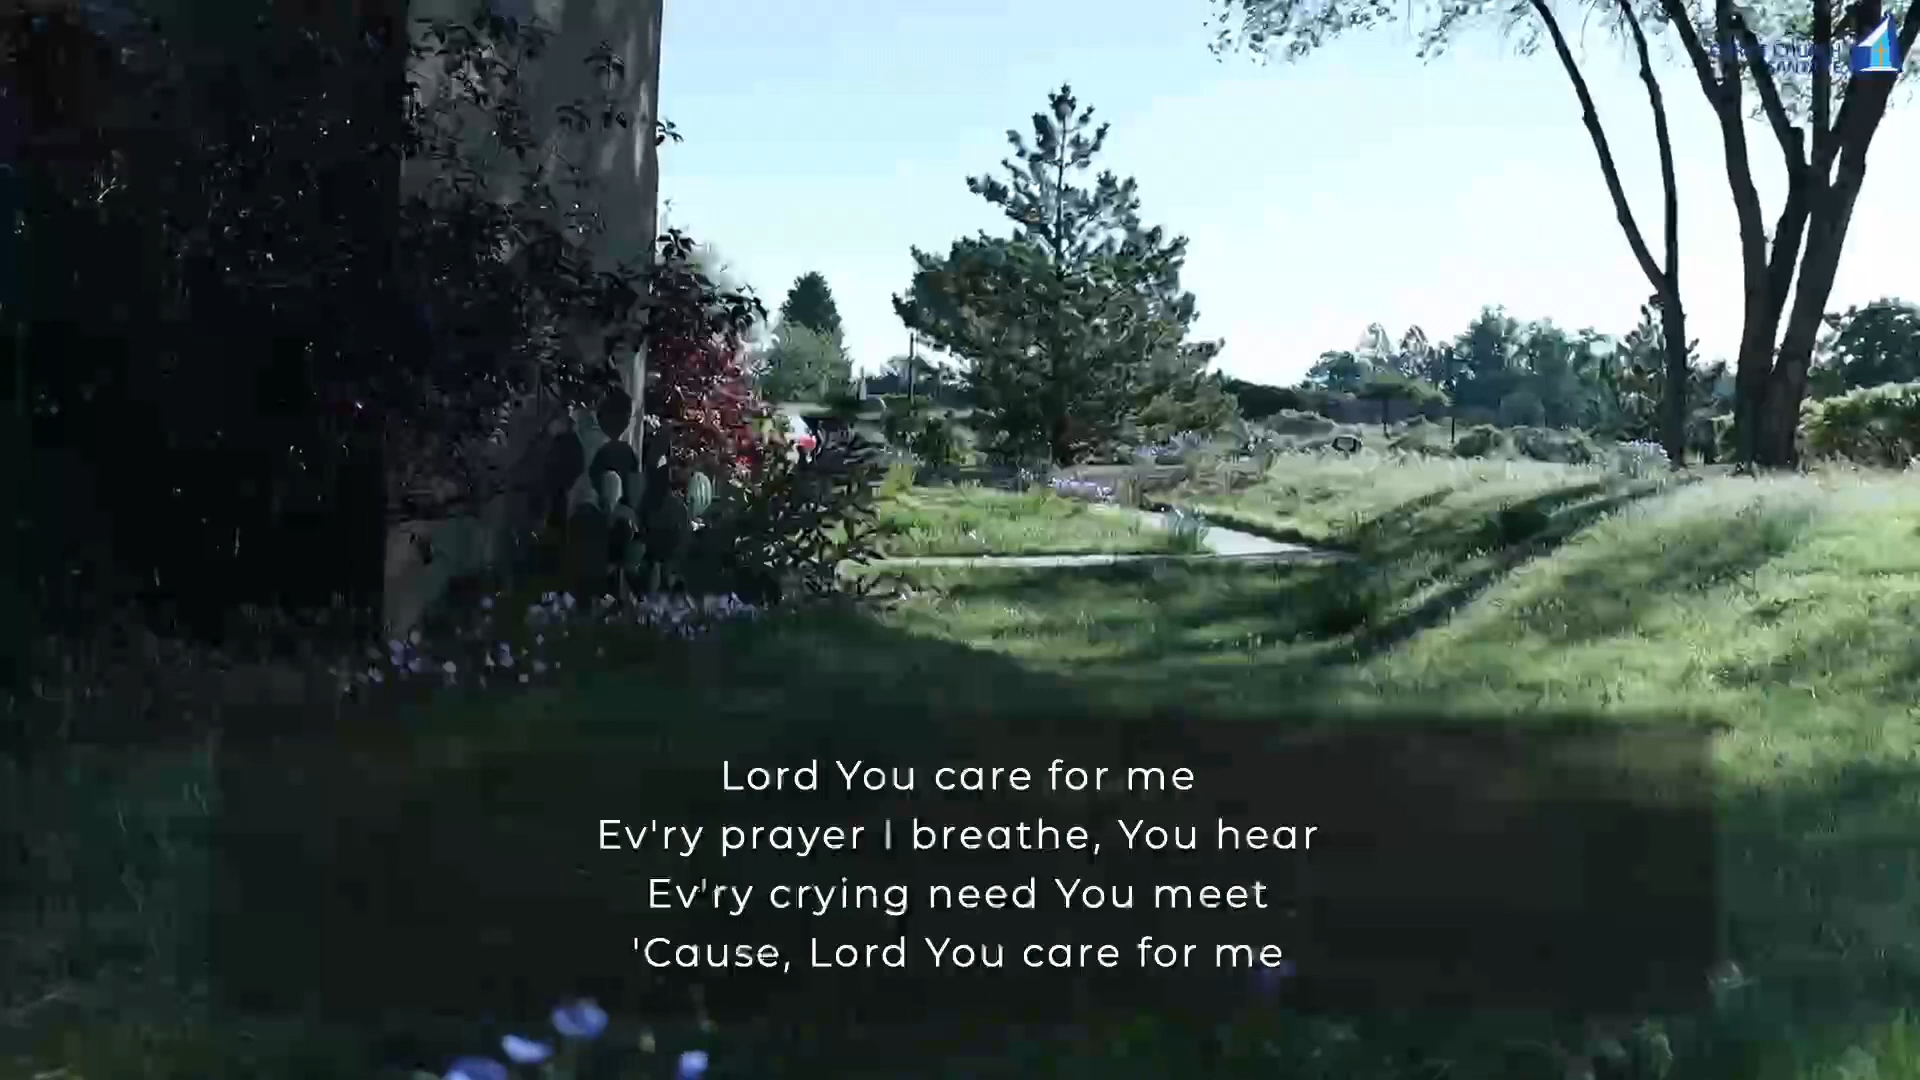 Lord You care for me
Ev'ry prayer I breathe, You hear
Ev'ry crying need You meet
'Cause, Lord You care for me